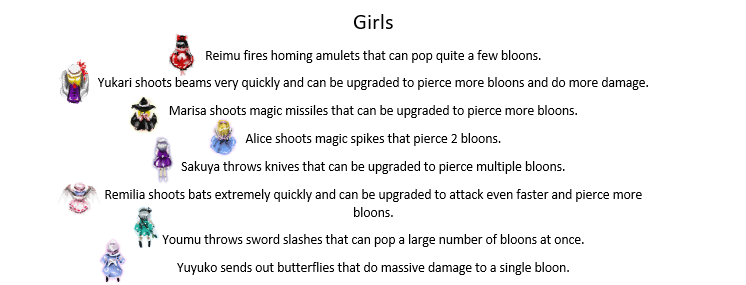 Girls
Reimu fires homing amulets that can pop quite a few bloons.
Yukari shoots beams very quickly and can be upgraded to pierce more bloons and do more damage.
Marisa shoots magic missiles that can be upgraded to pierce more bloons.
Alice shoots magic spikes that pierce 2 bloons.
Sakuya throws knives that can be upgraded to pierce multiple bloons.
Remilia shoots bats extremely quickly and can be upgraded to attack even faster and pierce more
bloons.
Youmu throws sword slashes that can pop a large number of bloons at once.
Yuyuko sends out butterflies that do massive damage to a single bloon.